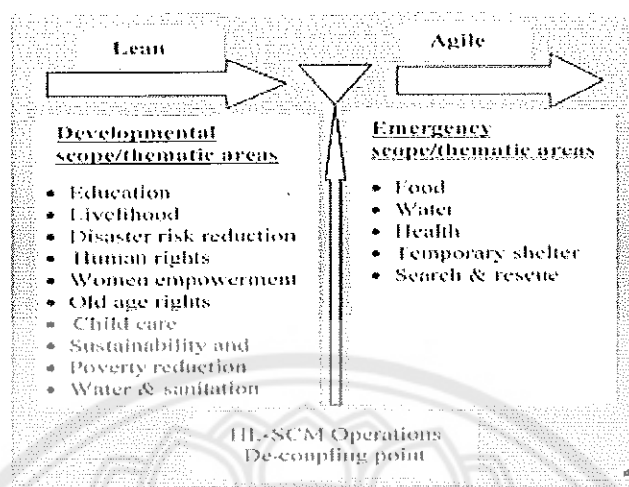 Lean
Agile
Developmental
scope/thematic areas
• Education
• Livelihood
• Disaster risk reduction
• Human rights
• Women empowerment
• Old age rights
• Child care
• Sustainability and
• Poverty reduction
• Water & sanitation
Emergency
scope/thematic areas
• Food
• Water
• Health
• Temporary shelter
• Search & rescue
HL-SCM Operations
De-coupling point